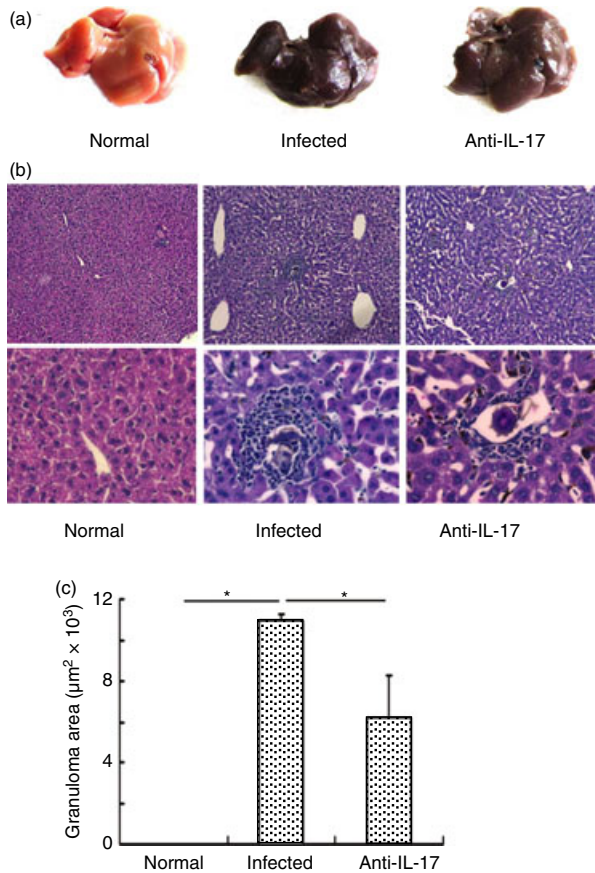 (a)
Normal Infected Anti-IL-17
(b)
Normal Infected Anti-IL-17
(c)
* *
12
8
4
0
Granuloma area (μm² × 10³)
Normal Infected Anti-IL-17